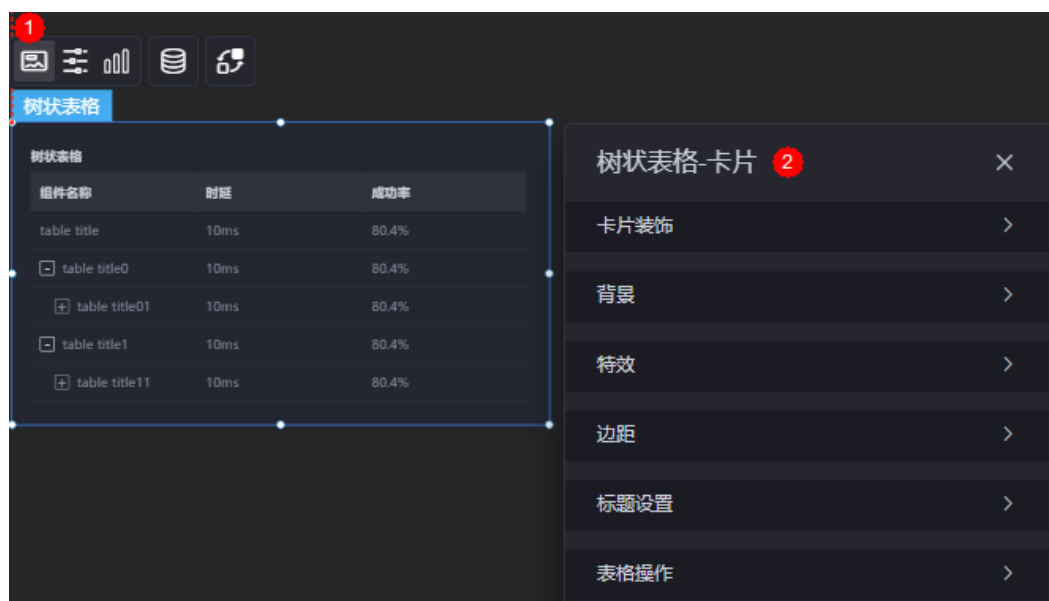 1
树状表格
树状表格
组件名称 时延 成功率
table title 10ms 80.4%
table title0 10ms 80.4%
table title01 10ms 80.4%
table title1 10ms 80.4%
table title11 10ms 80.4%
树状表格-卡片 2
卡片装饰
背景
特效
边距
标题设置
表格操作